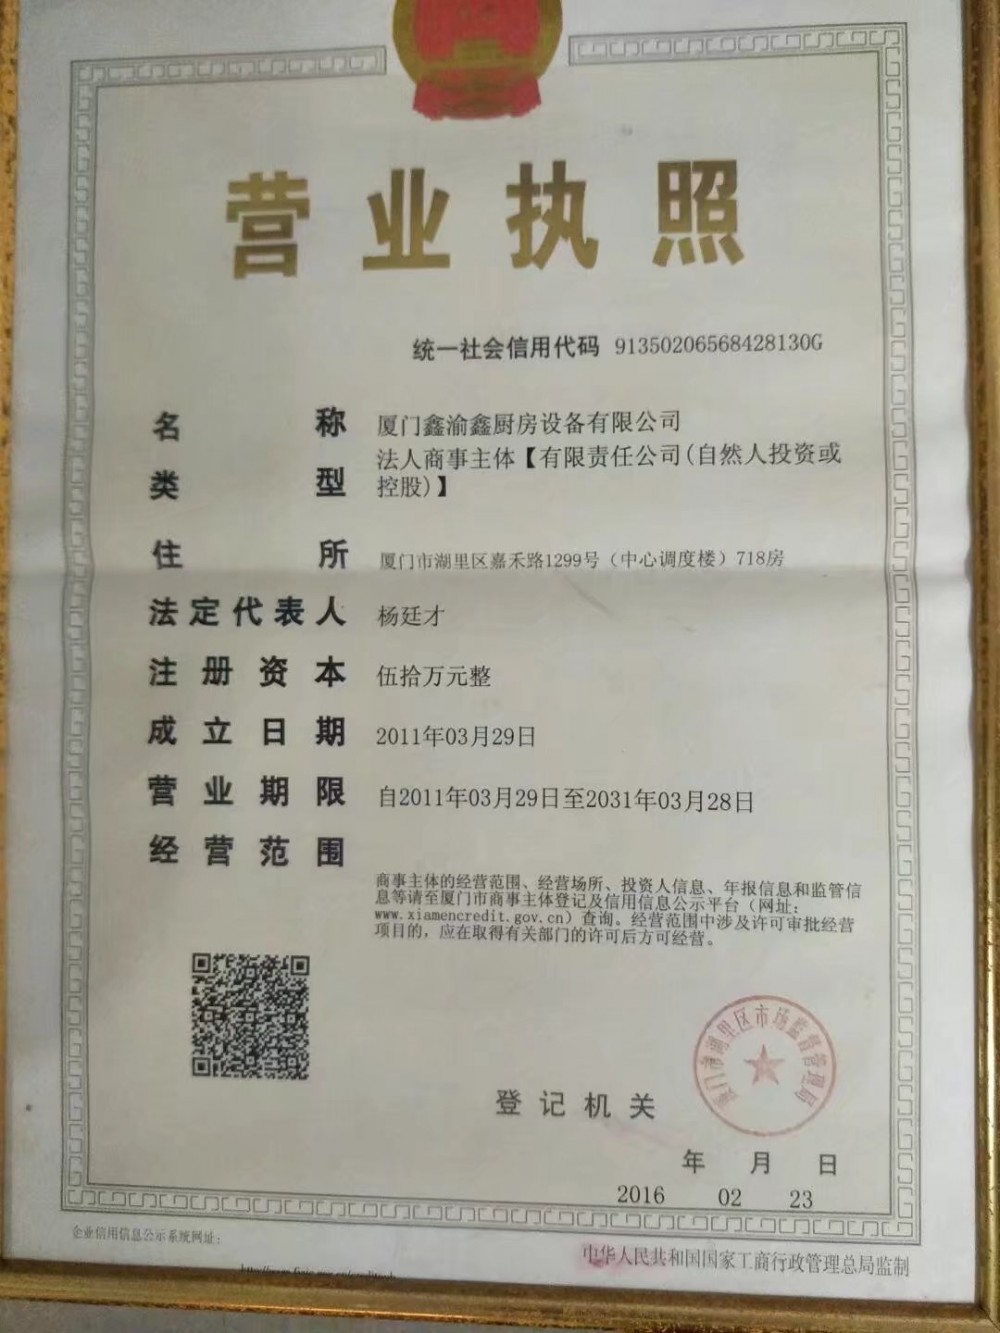 营业执照
统一社会信用代码 91350206568428130G
名称 厦门鑫渝鑫厨房设备有限公司
类型 法人商事主体【有限责任公司(自然人投资或
控股)】
住所 厦门市湖里区嘉禾路1299号（中心调度楼）718房
法定代表人 杨廷才
注册资本 伍拾万元整
成立日期 2011年03月29日
营业期限 自2011年03月29日至2031年03月28日
经营范围
商事主体的经营范围、经营场所、投资人信息、年报信息和监管信
息等请至厦门市商事主体登记及信用信息公示平台（网址：
www.xiamencredit.gov.cn）查询。经营范围中涉及许可审批经营
项目的，应在取得有关部门的许可后方可经营。
厦门市湖里区市场监督管理局
登记机关
年 月 日
2016 02 23
企业信用信息公示系统网址：
中华人民共和国国家工商行政管理总局监制